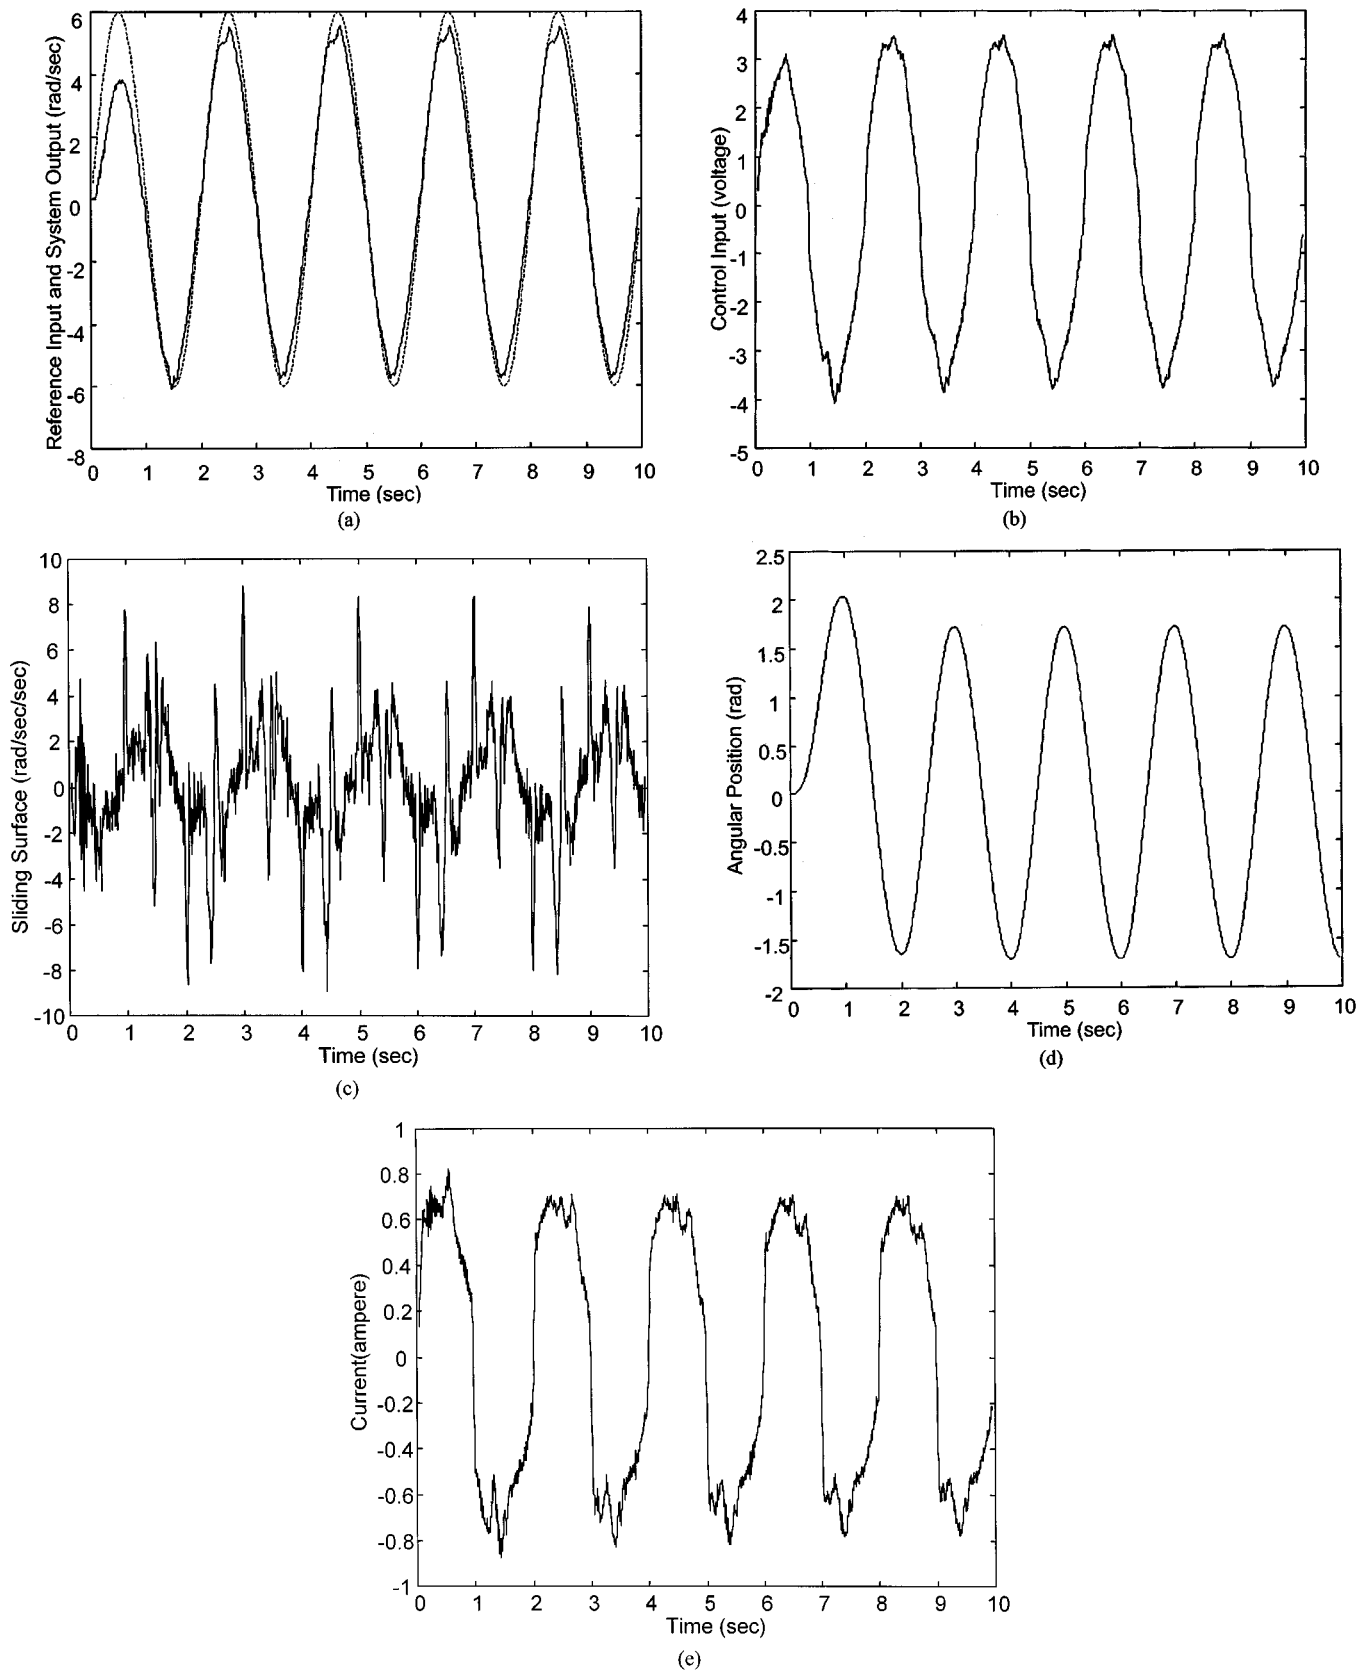 6
4
2
0
-2
-4
-6
-8
Reference Input and System Output (rad/sec)
0 1 2 3 4 5 6 7 8 9 10
Time (sec)
(a)
4
3
2
1
0
-1
-2
-3
-4
-5
Control Input (voltage)
0 1 2 3 4 5 6 7 8 9 10
Time (sec)
(b)
10
8
6
4
2
0
-2
-4
-6
-8
-10
Sliding Surface (rad/sec/sec)
0 1 2 3 4 5 6 7 8 9 10
Time (sec)
(c)
2.5
2
1.5
1
0.5
0
-0.5
-1
-1.5
-2
Angular Position (rad)
0 1 2 3 4 5 6 7 8 9 10
Time (sec)
(d)
1
0.8
0.6
0.4
0.2
0
-0.2
-0.4
-0.6
-0.8
-1
Current(ampere)
0 1 2 3 4 5 6 7 8 9 10
Time (sec)
(e)